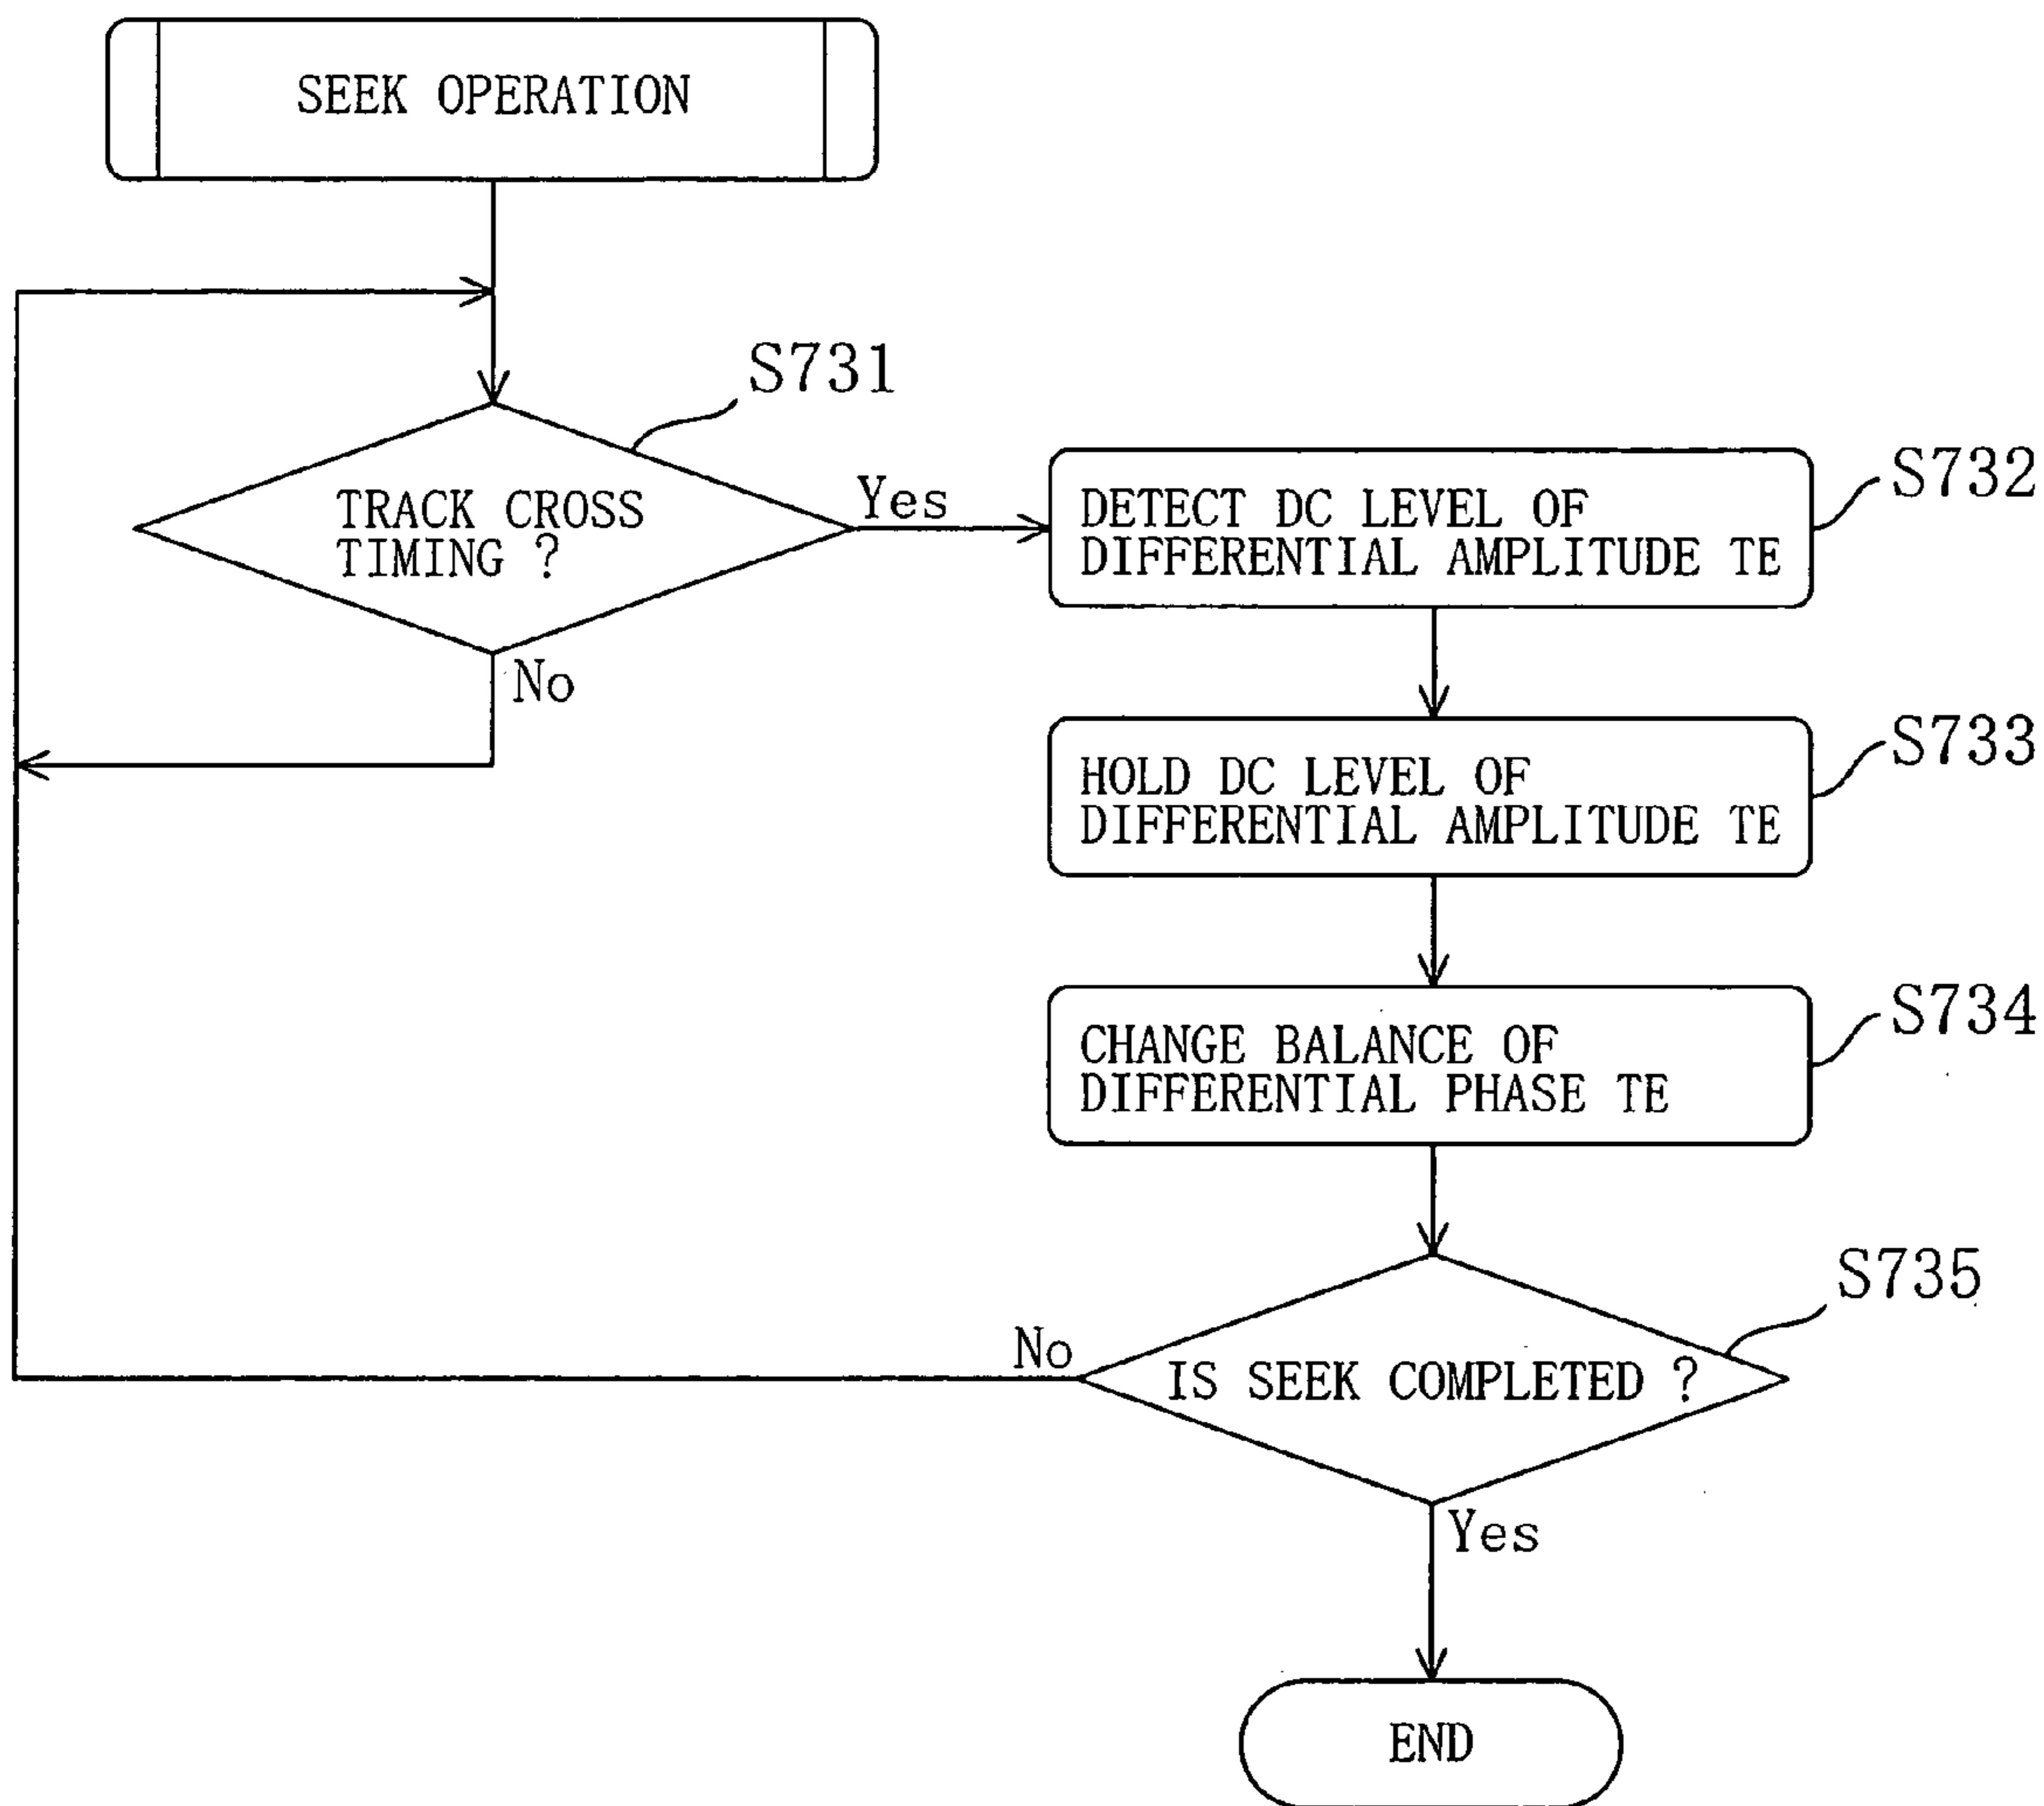 SEEK OPERATION
S731
TRACK CROSS
TIMING ?
Yes
No
S732
DETECT DC LEVEL OF
DIFFERENTIAL AMPLITUDE TE
S733
HOLD DC LEVEL OF
DIFFERENTIAL AMPLITUDE TE
S734
CHANGE BALANCE OF
DIFFERENTIAL PHASE TE
S735
No
IS SEEK COMPLETED ?
Yes
END